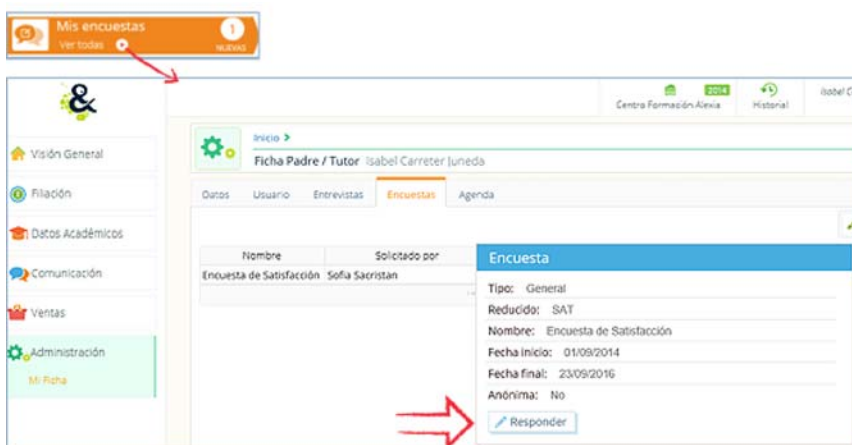 Mis encuestas
Ver todas
1
NUEVAS
&
2014
Centro Formación Alexia
Historial
Isabel C
Inicio >
Ficha Padre / Tutor Isabel Carreter Juneda
Visión General
Filiación
Datos Académicos
Comunicación
Ventas
Administración
Mi Ficha
Datos Usuario Entrevistas Encuestas Agenda
Nombre Solicitado por
Encuesta de Satisfacción Sofia Sacristan
Encuesta
Tipo: General
Reducido: SAT
Nombre: Encuesta de Satisfacción
Fecha inicio: 01/09/2014
Fecha final: 23/09/2016
Anónima: No
Responder